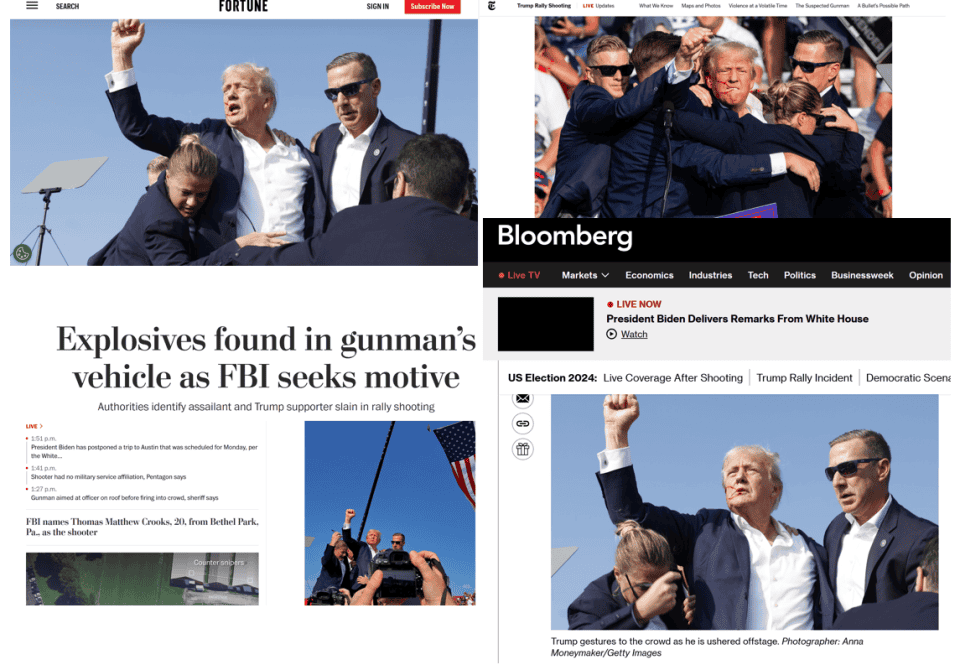 SEARCH
FORTUNE
SIGN IN
Subscribe Now
Explosives found in gunman's
vehicle as FBI seeks motive
Authorities identify assailant and Trump supporter slain in rally shooting
LIVE >
1:51 p.m.
President Biden has postponed a trip to Austin that was scheduled for Monday, per
the White...
1:41 p.m.
Shooter had no military service affiliation, Pentagon says
1:27 p.m.
Gunman aimed at officer on roof before firing into crowd, sheriff says
FBI names Thomas Matthew Crooks, 20, from Bethel Park,
Pa., as the shooter
Counter snipers
Trump Rally Shooting
LIVE Updates
What We Know
Maps and Photos
Violence at a Volatile Time
The Suspected Gunman
A Bullet's Possible Path
Bloomberg
Live TV
Markets
Economics
Industries
Tech
Politics
Businessweek
Opinion
LIVE NOW
President Biden Delivers Remarks From White House
Watch
US Election 2024:
Live Coverage After Shooting
Trump Rally Incident
Democratic Scena
Trump gestures to the crowd as he is ushered offstage. Photographer: Anna
Moneymaker/Getty Images